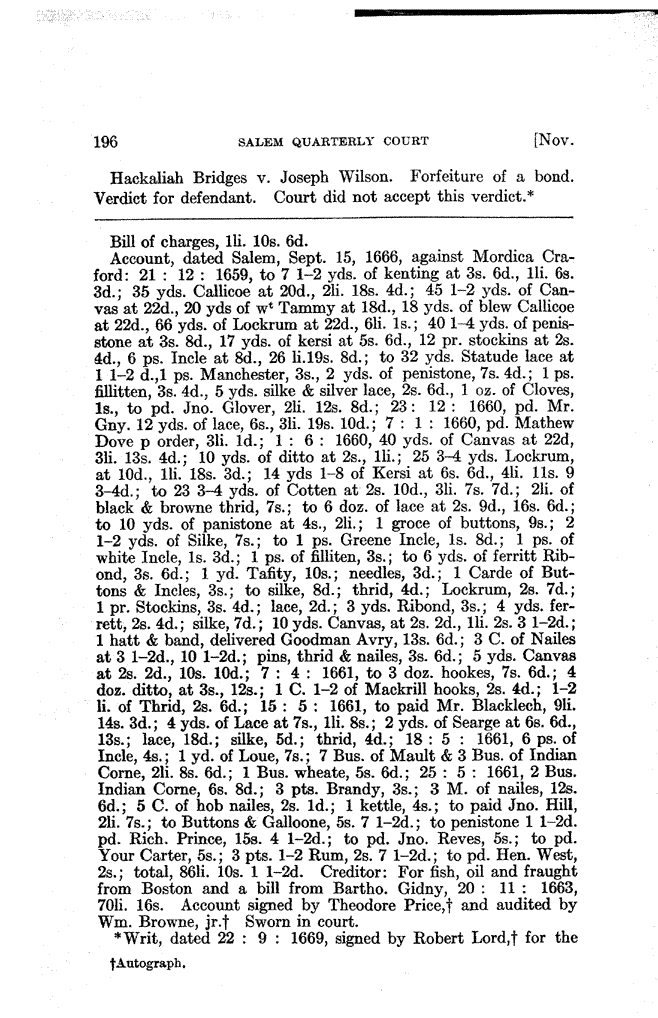 196 SALEM QUARTERLY COURT [Nov.
Hackaliah Bridges v. Joseph Wilson. Forfeiture of a bond.
Verdict for defendant. Court did not accept this verdict.*
Bill of charges, 1li. 10s. 6d.
Account, dated Salem, Sept. 15, 1666, against Mordica Cra-
ford: 21 : 12 : 1659, to 7 1-2 yds. of kenting at 3s. 6d., 1li. 6s.
3d.; 35 yds. Callicoe at 20d., 2li. 18s. 4d.; 45 1-2 yds. of Can-
vas at 22d., 20 yds of wt Tammy at 18d., 18 yds. of blew Callicoe
at 22d., 66 yds. of Lockrum at 22d., 6li. 1s.; 40 1-4 yds. of penis-
stone at 3s. 8d., 17 yds. of kersi at 5s. 6d., 12 pr. stockins at 2s.
4d., 6 ps. Incle at 8d., 26 li.19s. 8d.; to 32 yds. Statude lace at
1 1-2 d.,1 ps. Manchester, 3s., 2 yds. of penistone, 7s. 4d.; 1 ps.
fillitten, 3s. 4d., 5 yds. silke & silver lace, 2s. 6d., 1 oz. of Cloves,
1s., to pd. Jno. Glover, 2li. 12s. 8d.; 23: 12 : 1660, pd. Mr.
Gny. 12 yds. of lace, 6s., 3li. 19s. 10d.; 7 : 1 : 1660, pd. Mathew
Dove p order, 3li. 1d.; 1 : 6 : 1660, 40 yds. of Canvas at 22d,
3li. 13s. 4d.; 10 yds. of ditto at 2s., 1li.; 25 3-4 yds. Lockrum,
at 10d., 1li. 18s. 3d.; 14 yds 1-8 of Kersi at 6s. 6d., 4li. 11s. 9
3-4d.; to 23 3-4 yds. of Cotten at 2s. 10d., 3li. 7s. 7d.; 2li. of
black & browne thrid, 7s.; to 6 doz. of lace at 2s. 9d., 16s. 6d.;
to 10 yds. of panistone at 4s., 2li.; 1 groce of buttons, 9s.; 2
1-2 yds. of Silke, 7s.; to 1 ps. Greene Incle, 1s. 8d.; 1 ps. of
white Incle, 1s. 3d.; 1 ps. of filliten, 3s.; to 6 yds. of ferritt Rib-
ond, 3s. 6d.; 1 yd. Tafity, 10s.; needles, 3d.; 1 Carde of But-
tons & Incles, 3s.; to silke, 8d.; thrid, 4d.; Lockrum, 2s. 7d.;
1 pr. Stockins, 3s. 4d.; lace, 2d.; 3 yds. Ribond, 3s.; 4 yds. fer-
rett, 2s. 4d.; silke, 7d.; 10 yds. Canvas, at 2s. 2d., 1li. 2s. 3 1-2d.;
1 hatt & band, delivered Goodman Avry, 13s. 6d.; 3 C. of Nailes
at 3 1-2d., 10 1-2d.; pins, thrid & nailes, 3s. 6d.; 5 yds. Canvas
at 2s. 2d., 10s. 10d.; 7 : 4 : 1661, to 3 doz. hookes, 7s. 6d.; 4
doz. ditto, at 3s., 12s.; 1 C. 1-2 of Mackrill hooks, 2s. 4d.; 1-2
li. of Thrid, 2s. 6d.; 15 : 5 : 1661, to paid Mr. Blacklech, 9li.
14s. 3d.; 4 yds. of Lace at 7s., 1li. 8s.; 2 yds. of Searge at 6s. 6d.,
13s.; lace, 18d.; silke, 5d.; thrid, 4d.; 18 : 5 : 1661, 6 ps. of
Incle, 4s.; 1 yd. of Loue, 7s.; 7 Bus. of Mault & 3 Bus. of Indian
Corne, 2li. 8s. 6d.; 1 Bus. wheate, 5s. 6d.; 25 : 5 : 1661, 2 Bus.
Indian Corne, 6s. 8d.; 3 pts. Brandy, 3s.; 3 M. of nailes, 12s.
6d.; 5 C. of hob nailes, 2s. 1d.; 1 kettle, 4s.; to paid Jno. Hill,
2li. 7s.; to Buttons & Galloone, 5s. 7 1-2d.; to penistone 1 1-2d.
pd. Rich. Prince, 15s. 4 1-2d.; to pd. Jno. Reves, 5s.; to pd.
Your Carter, 5s.; 3 pts. 1-2 Rum, 2s. 7 1-2d.; to pd. Hen. West,
2s.; total, 86li. 10s. 1 1-2d. Creditor: For fish, oil and fraught
from Boston and a bill from Bartho. Gidny, 20 : 11 : 1663,
70li. 16s. Account signed by Theodore Price,† and audited by
Wm. Browne, jr.† Sworn in court.
*Writ, dated 22 : 9 : 1669, signed by Robert Lord,† for the
†Autograph.